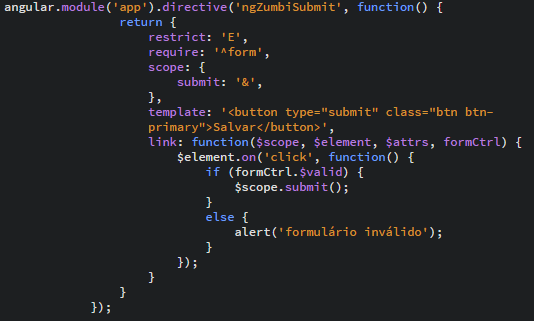 angular.module('app').directive('ngZumbiSubmit', function() {
return {
restrict: 'E',
require: '^form',
scope: {
submit: '&',
},
template: '<button type="submit" class="btn btn-
primary">Salvar</button>',
link: function($scope, $element, $attrs, formCtrl) {
$element.on('click', function() {
if (formCtrl.$valid) {
$scope.submit();
}
else {
alert('formulário inválido');
}
});
}
}
});